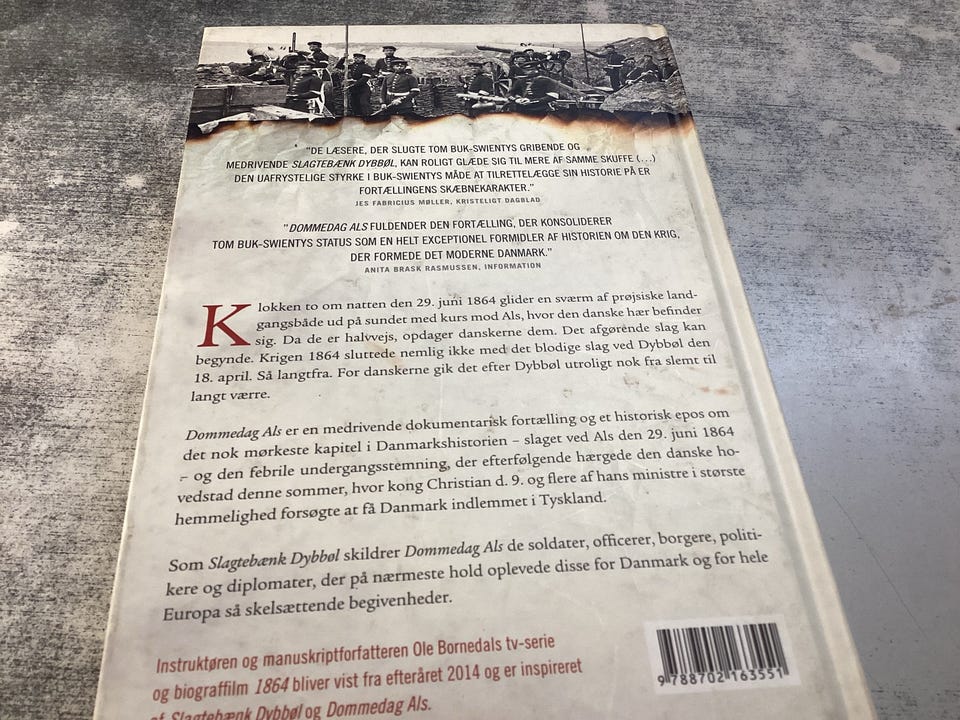 "DE LÆSERE, DER SLUGTE TOM BUK-SWIENTYS GRIBENDE OG
MEDRIVENDE SLAGTEBÆNK DYBBØL, KAN ROLIGT GLÆDE SIG TIL MERE AF SAMME SKUFFE (...)
DEN UAFRYSTELIGE STYRKE I BUK-SWIENTYS MÅDE AT TILRETTELÆGGE SIN HISTORIE PÅ ER
FORTÆLLINGENS SKÆBNEKARAKTER."
JES FABRICIUS MØLLER, KRISTELIGT DAGBLAD
"DOMMEDAG ALS FULDENDER DEN FORTÆLLING, DER KONSOLIDERER
TOM BUK-SWIENTYS STATUS SOM EN HELT EXCEPTIONEL FORMIDLER AF HISTORIEN OM DEN KRIG,
DER FORMEDE DET MODERNE DANMARK."
ANITA BRASK RASMUSSEN, INFORMATION
Klokken to om natten den 29. juni 1864 glider en sværm af prøjsiske land-
gangsbåde ud på sundet med kurs mod Als, hvor den danske hær befinder
sig. Da de er halvvejs, opdager danskerne dem. Det afgørende slag kan
begynde. Krigen 1864 sluttede nemlig ikke med det blodige slag ved Dybbøl den
18. april. Så langtfra. For danskerne gik det efter Dybbøl utroligt nok fra slemt til
langt værre.
Dommedag Als er en medrivende dokumentarisk fortælling og et historisk epos om
det nok mørkeste kapitel i Danmarkshistorien – slaget ved Als den 29. juni 1864
– og den febrile undergangsstemning, der efterfølgende hærgede den danske ho-
vedstad denne sommer, hvor kong Christian d. 9. og flere af hans ministre i største
hemmelighed forsøgte at få Danmark indlemmet i Tyskland.
Som Slagtebænk Dybbøl skildrer Dommedag Als de soldater, officerer, borgere, politi-
kere og diplomater, der på nærmeste hold oplevede disse for Danmark og for hele
Europa så skelsættende begivenheder.
Instruktøren og manuskriptforfatteren Ole Bornedals tv-serie
og biograffilm 1864 bliver vist fra efteråret 2014 og er inspireret
af Slagtebænk Dybbøl og Dommedag Als.
9 788702 163551